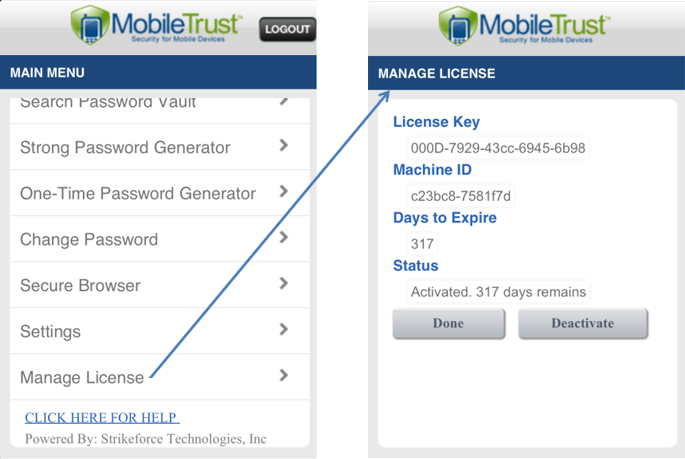 MobileTrust™
Security for Mobile Devices
LOGOUT
MAIN MENU
Search Password Vault
Strong Password Generator
One-Time Password Generator
Change Password
Secure Browser
Settings
Manage License
CLICK HERE FOR HELP
Powered By: Strikeforce Technologies, Inc
MobileTrust™
Security for Mobile Devices
MANAGE LICENSE
License Key
000D-7929-43cc-6945-6b98
Machine ID
c23bc8-7581f7d
Days to Expire
317
Status
Activated. 317 days remains
Done
Deactivate